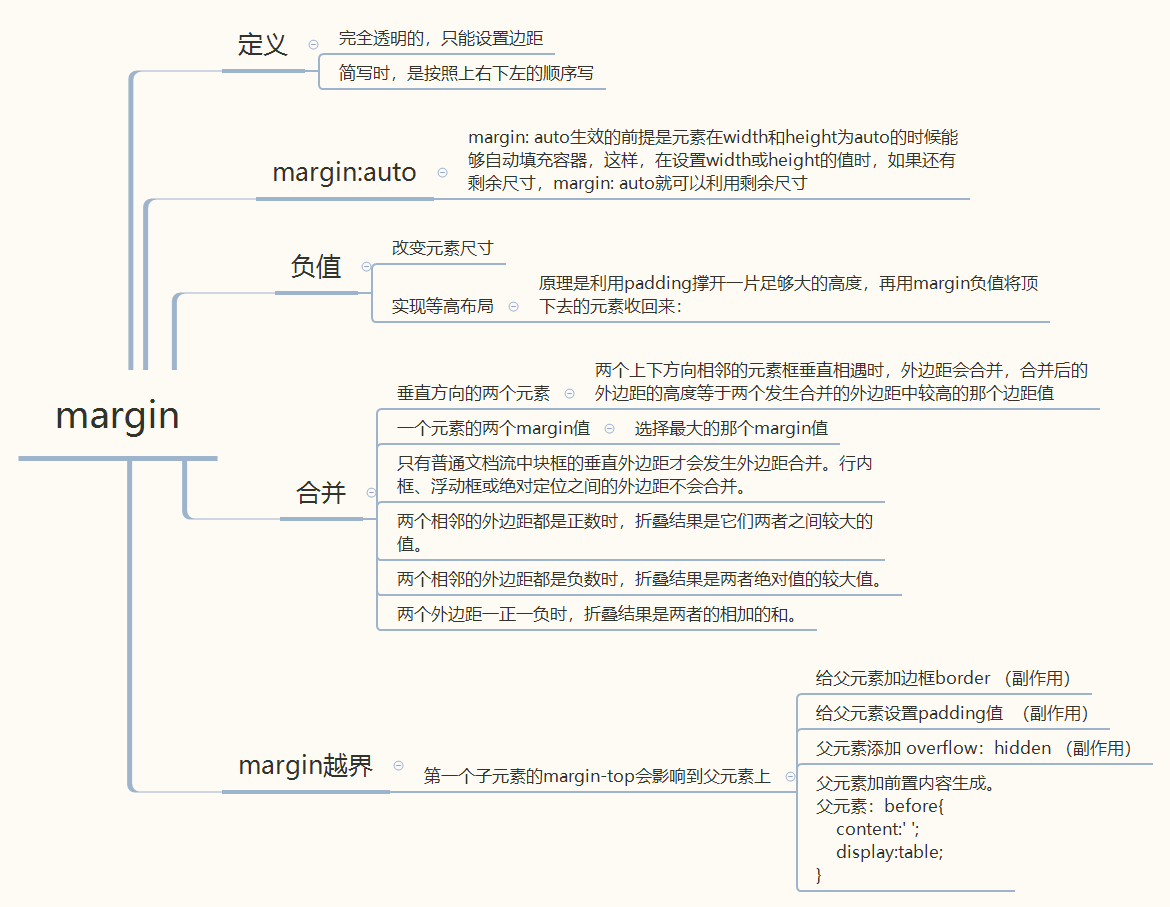 margin
定义
完全透明的，只能设置边距
简写时，是按照上右下左的顺序写
margin:auto
margin: auto生效的前提是元素在width和height为auto的时候能
够自动填充容器，这样，在设置width或height的值时，如果还有
剩余尺寸，margin: auto就可以利用剩余尺寸
负值
改变元素尺寸
实现等高布局
原理是利用padding撑开一片足够大的高度，再用margin负值将顶
下去的元素收回来：
合并
垂直方向的两个元素
两个上下方向相邻的元素框垂直相遇时，外边距会合并，合并后的
外边距的高度等于两个发生合并的外边距中较高的那个边距值
一个元素的两个margin值
选择最大的那个margin值
只有普通文档流中块框的垂直外边距才会发生外边距合并。行内
框、浮动框或绝对定位之间的外边距不会合并。
两个相邻的外边距都是正数时，折叠结果是它们两者之间较大的
值。
两个相邻的外边距都是负数时，折叠结果是两者绝对值的较大值。
两个外边距一正一负时，折叠结果是两者的相加的和。
margin越界
第一个子元素的margin-top会影响到父元素上
给父元素加边框border （副作用）
给父元素设置padding值 （副作用）
父元素添加 overflow：hidden （副作用）
父元素加前置内容生成。
父元素：before{
content:' ';
display:table;
}